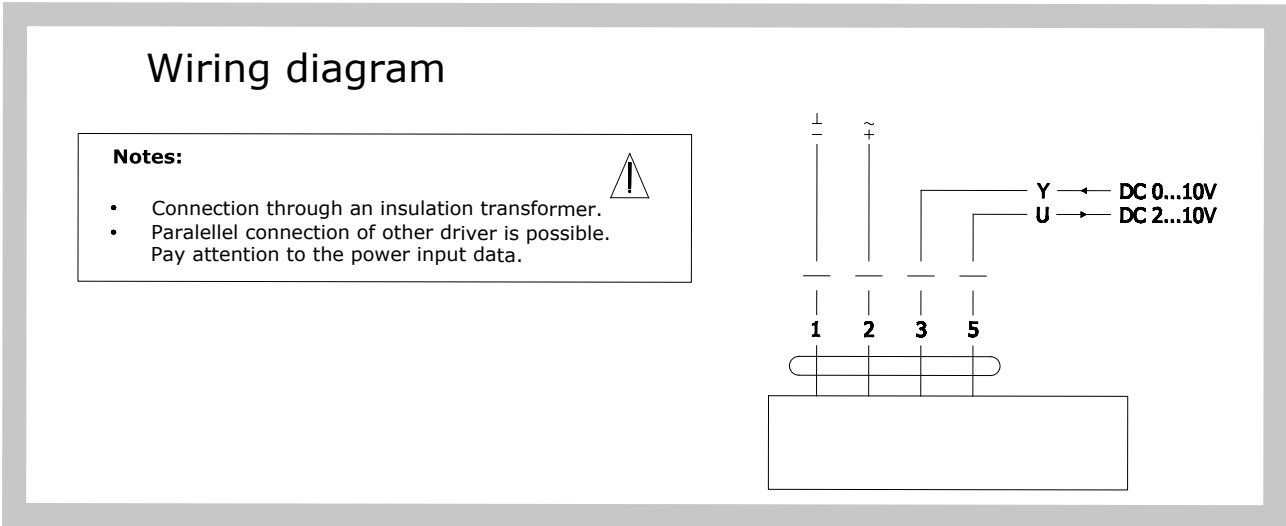 Wiring diagram
Notes:
• Connection through an insulation transformer.
• Paralellel connection of other driver is possible.
Pay attention to the power input data.
⊥ ~
− +
Y DC 0...10V
U DC 2...10V
1 2 3 5